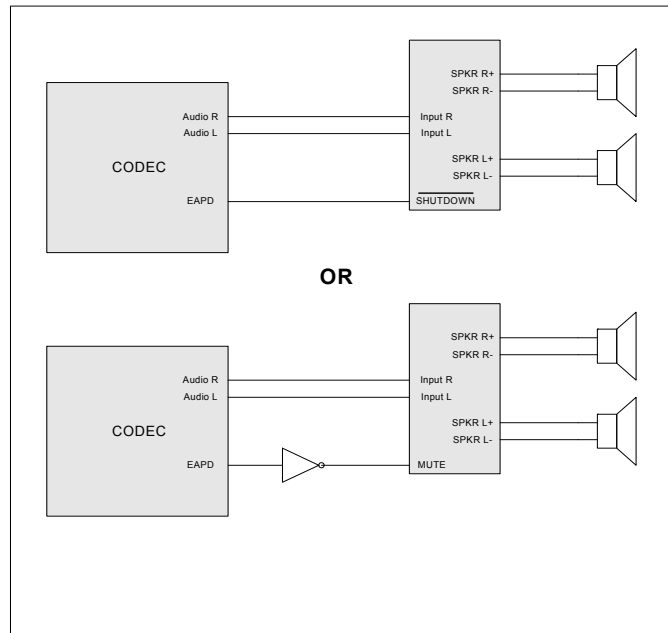 SPKR R+
SPKR R-
Audio R
Input R
Audio L
Input L
CODEC
SPKR L+
SPKR L-
EAPD
SHUTDOWN
OR
SPKR R+
SPKR R-
Audio R
Input R
Audio L
Input L
CODEC
SPKR L+
SPKR L-
EAPD
MUTE